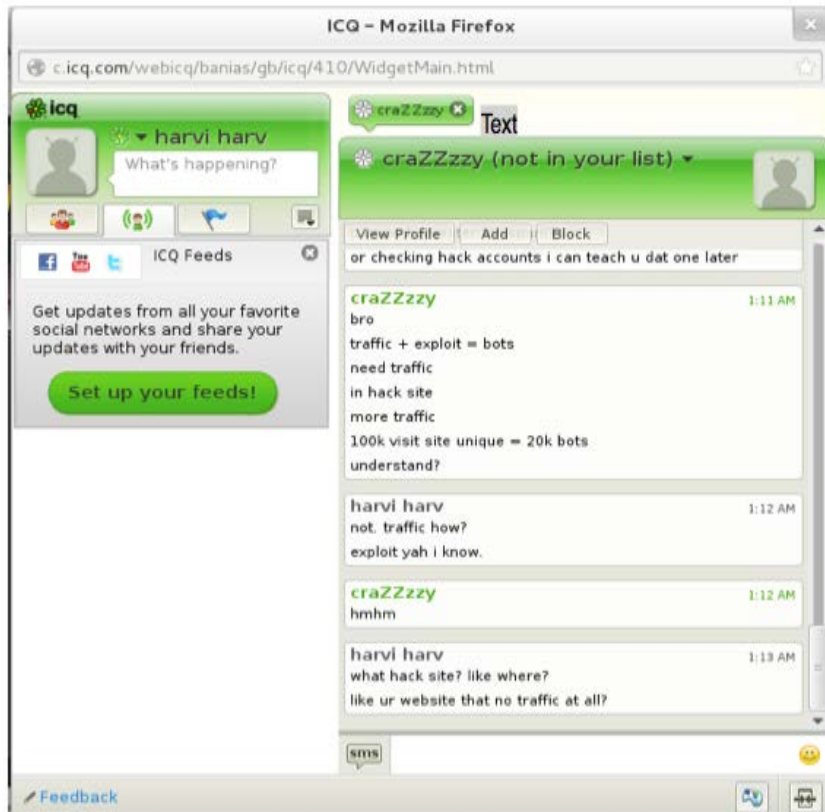 ICQ – Mozilla Firefox
c.icq.com/webicq/banias/gb/icq/410/WidgetMain.html
icq
harvi harv
What's happening?
ICQ Feeds
Get updates from all your favorite
social networks and share your
updates with your friends.
Set up your feeds!
craZZzzy
Text
craZZzzy (not in your list)
View Profile Add Block
or checking hack accounts i can teach u dat one later
craZZzzy 1:11 AM
bro
traffic + exploit = bots
need traffic
in hack site
more traffic
100k visit site unique = 20k bots
understand?
harvi harv 1:12 AM
not. traffic how?
exploit yah i know.
craZZzzy 1:12 AM
hmhm
harvi harv 1:13 AM
what hack site? like where?
like ur website that no traffic at all?
sms
Feedback